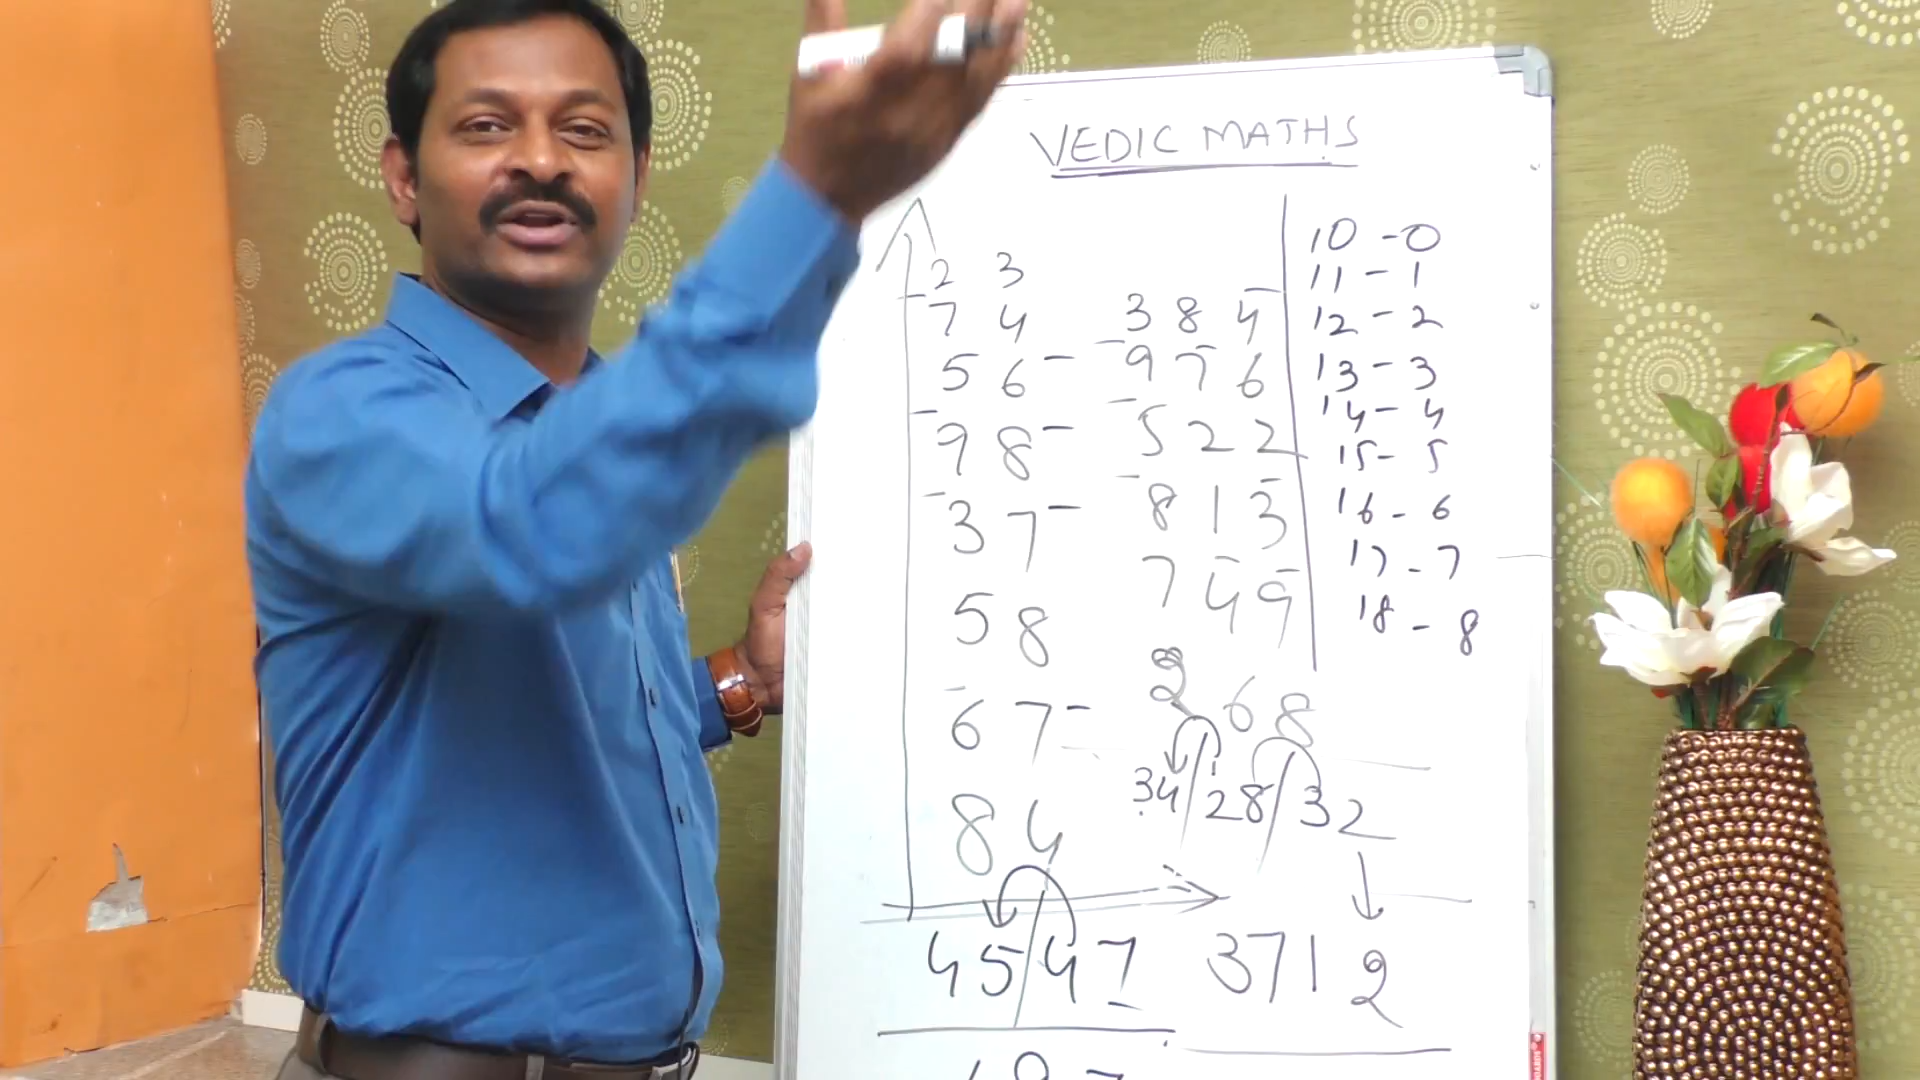 VEDIC MATHS
2 3
7 4
5 6 -
9 8 -
3 7 -
5 8
6 7 -
8 4
45/47
3 8 4
9 7 6
5 2 2
8 1 3
7 4 9
2 6 8
34/28/32
3712
10 - 0
11 - 1
12 - 2
13 - 3
14 - 4
15 - 5
16 - 6
17 - 7
18 - 8